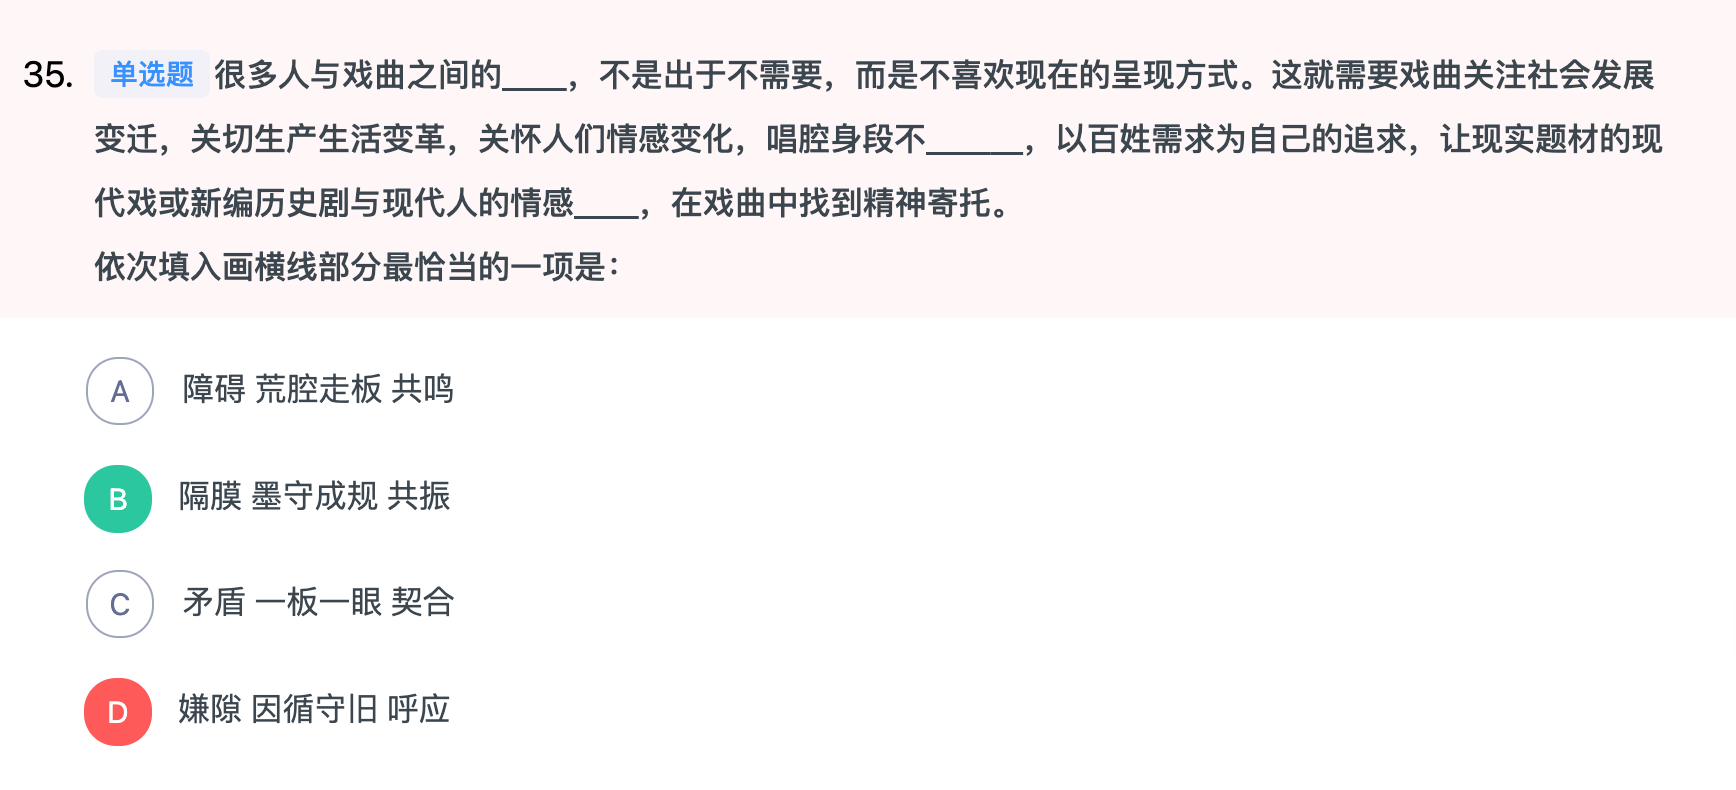 35. 单选题 很多人与戏曲之间的____，不是出于不需要，而是不喜欢现在的呈现方式。这就需要戏曲关注社会发展
变迁，关切生产生活变革，关怀人们情感变化，唱腔身段不______，以百姓需求为自己的追求，让现实题材的现
代戏或新编历史剧与现代人的情感____，在戏曲中找到精神寄托。
依次填入画横线部分最恰当的一项是：
A 障碍 荒腔走板 共鸣
B 隔膜 墨守成规 共振
C 矛盾 一板一眼 契合
D 嫌隙 因循守旧 呼应